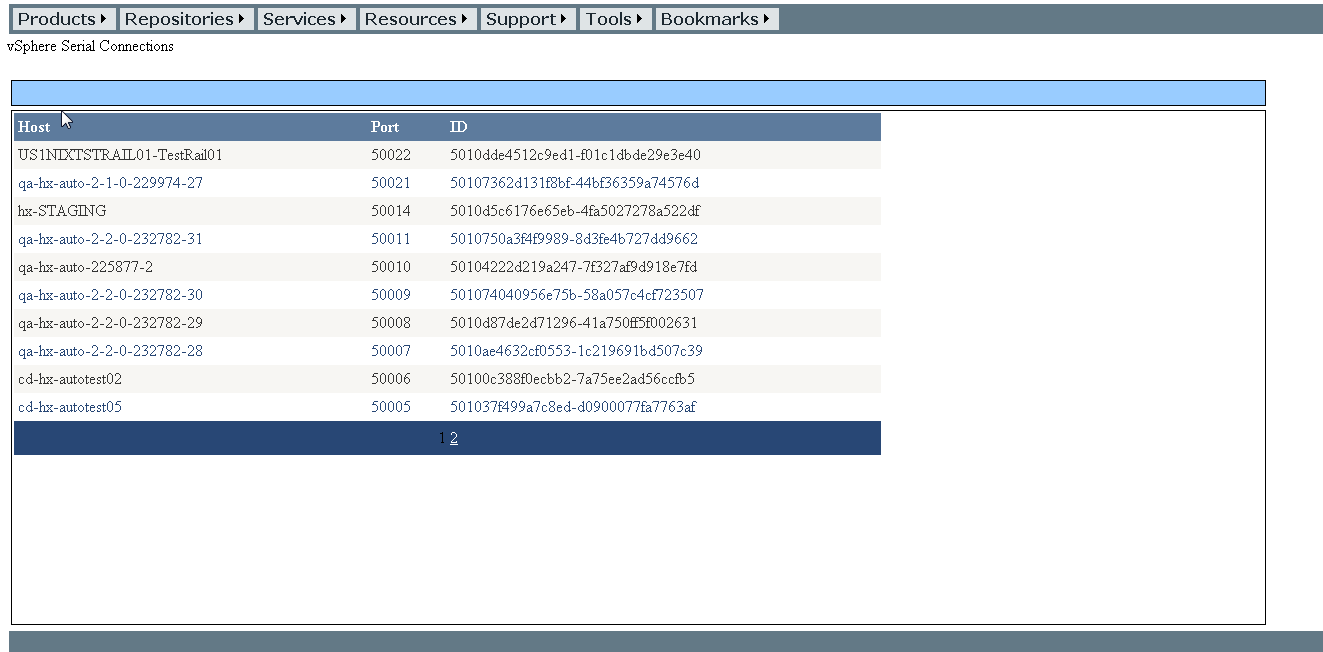 Products Repositories Services Resources Support Tools Bookmarks
vSphere Serial Connections
Host Port ID
US1NIXTSTRAIL01-TestRail01 50022 5010dde4512c9ed1-f01c1dbde29e3e40
qa-hx-auto-2-1-0-229974-27 50021 50107362d131f8bf-44bf36359a74576d
hx-STAGING 50014 5010d5c6176e65eb-4fa5027278a522df
qa-hx-auto-2-2-0-232782-31 50011 5010750a3f4f9989-8d3fe4b727dd9662
qa-hx-auto-225877-2 50010 50104222d219a247-7f327af9d918e7fd
qa-hx-auto-2-2-0-232782-30 50009 501074040956e75b-58a057c4cf723507
qa-hx-auto-2-2-0-232782-29 50008 5010d87de2d71296-41a750ff5f002631
qa-hx-auto-2-2-0-232782-28 50007 5010ae4632cf0553-1c219691bd507c39
cd-hx-autotest02 50006 50100c388f0ecbb2-7a75ee2ad56ccfb5
cd-hx-autotest05 50005 501037f499a7c8ed-d0900077fa7763af
1 2